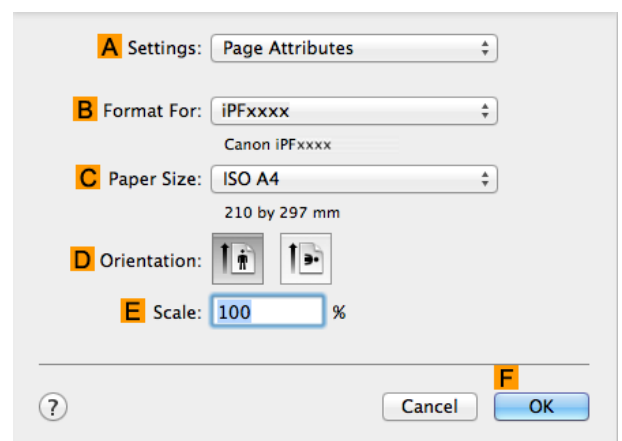 A Settings: Page Attributes
B Format For: iPFxxxx
Canon iPFxxxx
C Paper Size: ISO A4
210 by 297 mm
D Orientation:
E Scale: 100 %
F
? Cancel OK